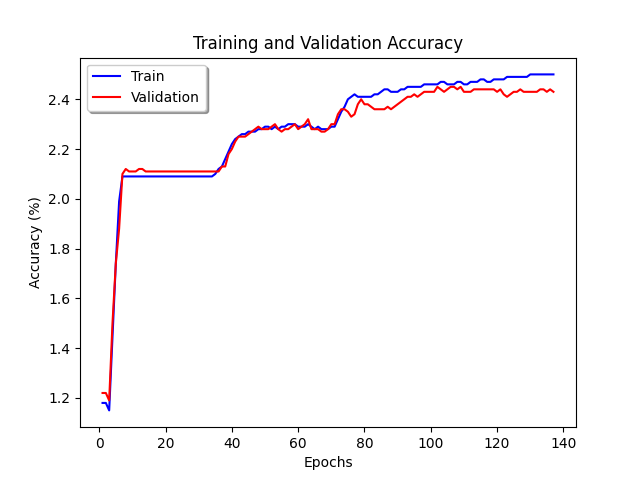 Training and Validation Accuracy
Train
Validation
Accuracy (%)
2.4
2.2
2.0
1.8
1.6
1.4
1.2
0 20 40 60 80 100 120 140
Epochs